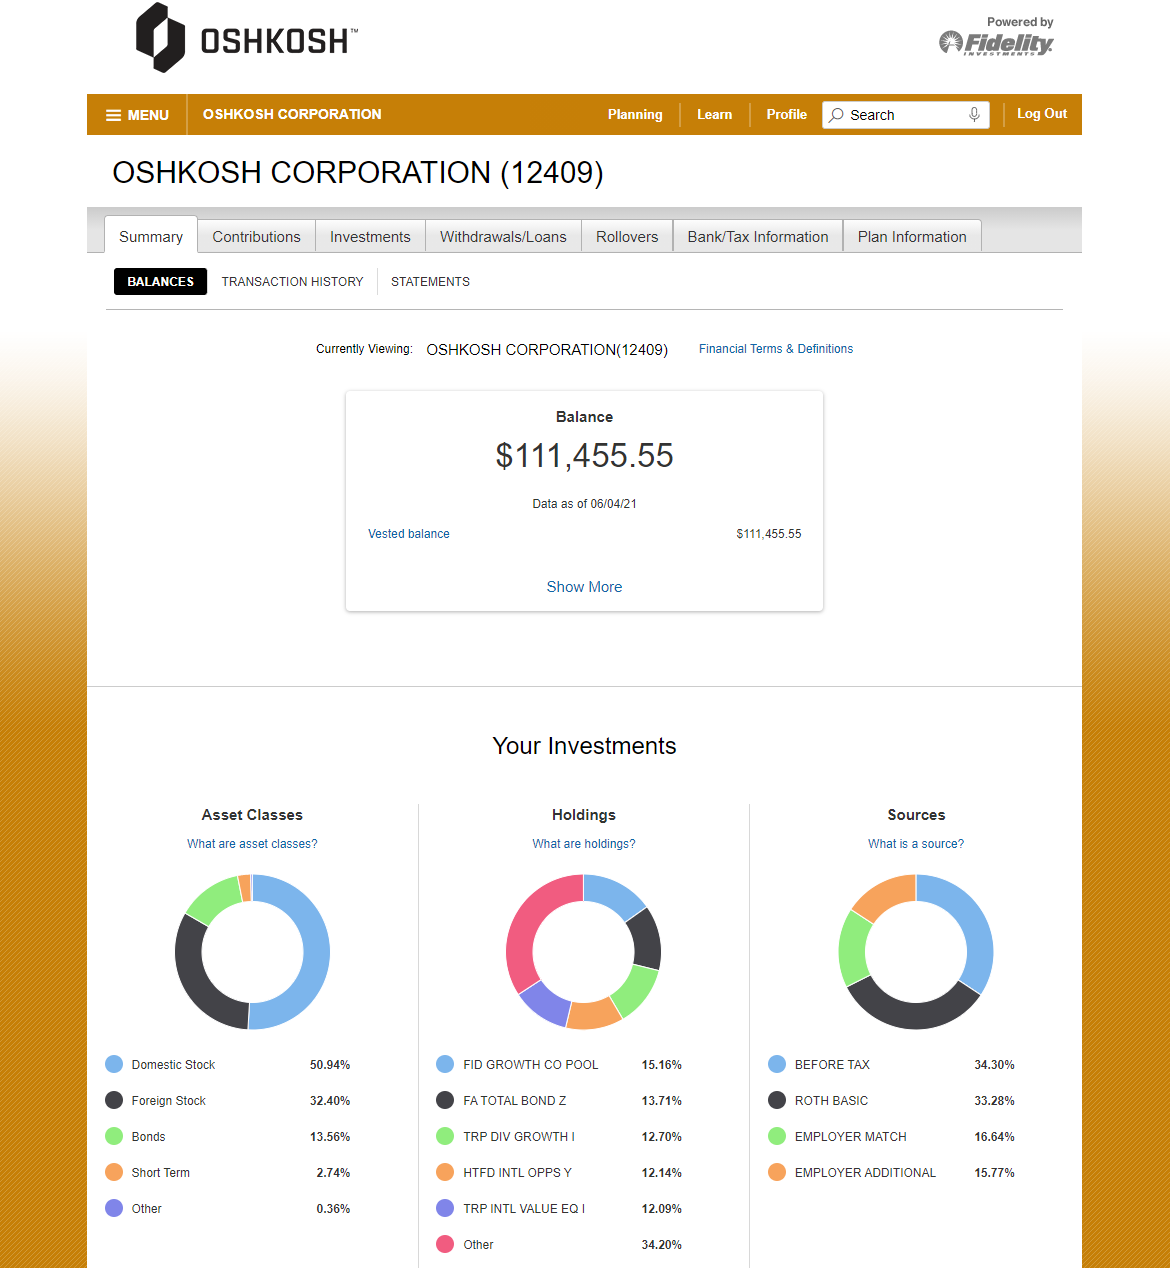 OSHKOSH™
Powered by
Fidelity
INVESTMENTS
MENU
OSHKOSH CORPORATION
Planning
Learn
Profile
Search
Log Out
OSHKOSH CORPORATION (12409)
Summary
Contributions
Investments
Withdrawals/Loans
Rollovers
Bank/Tax Information
Plan Information
BALANCES
TRANSACTION HISTORY
STATEMENTS
Currently Viewing: OSHKOSH CORPORATION(12409)
Financial Terms & Definitions
Balance
$111,455.55
Data as of 06/04/21
Vested balance $111,455.55
Show More
Your Investments
Asset Classes
What are asset classes?
Domestic Stock 50.94%
Foreign Stock 32.40%
Bonds 13.56%
Short Term 2.74%
Other 0.36%
Holdings
What are holdings?
FID GROWTH CO POOL 15.16%
FA TOTAL BOND Z 13.71%
TRP DIV GROWTH I 12.70%
HTFD INTL OPPS Y 12.14%
TRP INTL VALUE EQ I 12.09%
Other 34.20%
Sources
What is a source?
BEFORE TAX 34.30%
ROTH BASIC 33.28%
EMPLOYER MATCH 16.64%
EMPLOYER ADDITIONAL 15.77%